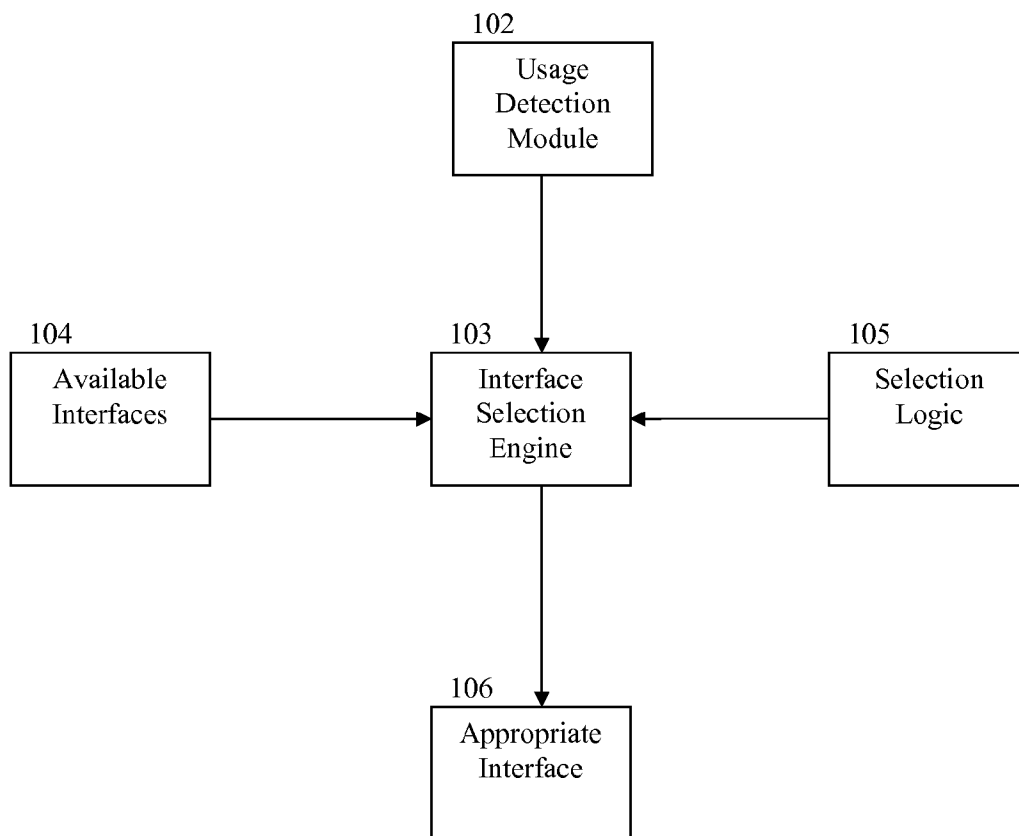 102
Usage
Detection
Module
104
Available
Interfaces
103
Interface
Selection
Engine
105
Selection
Logic
106
Appropriate
Interface